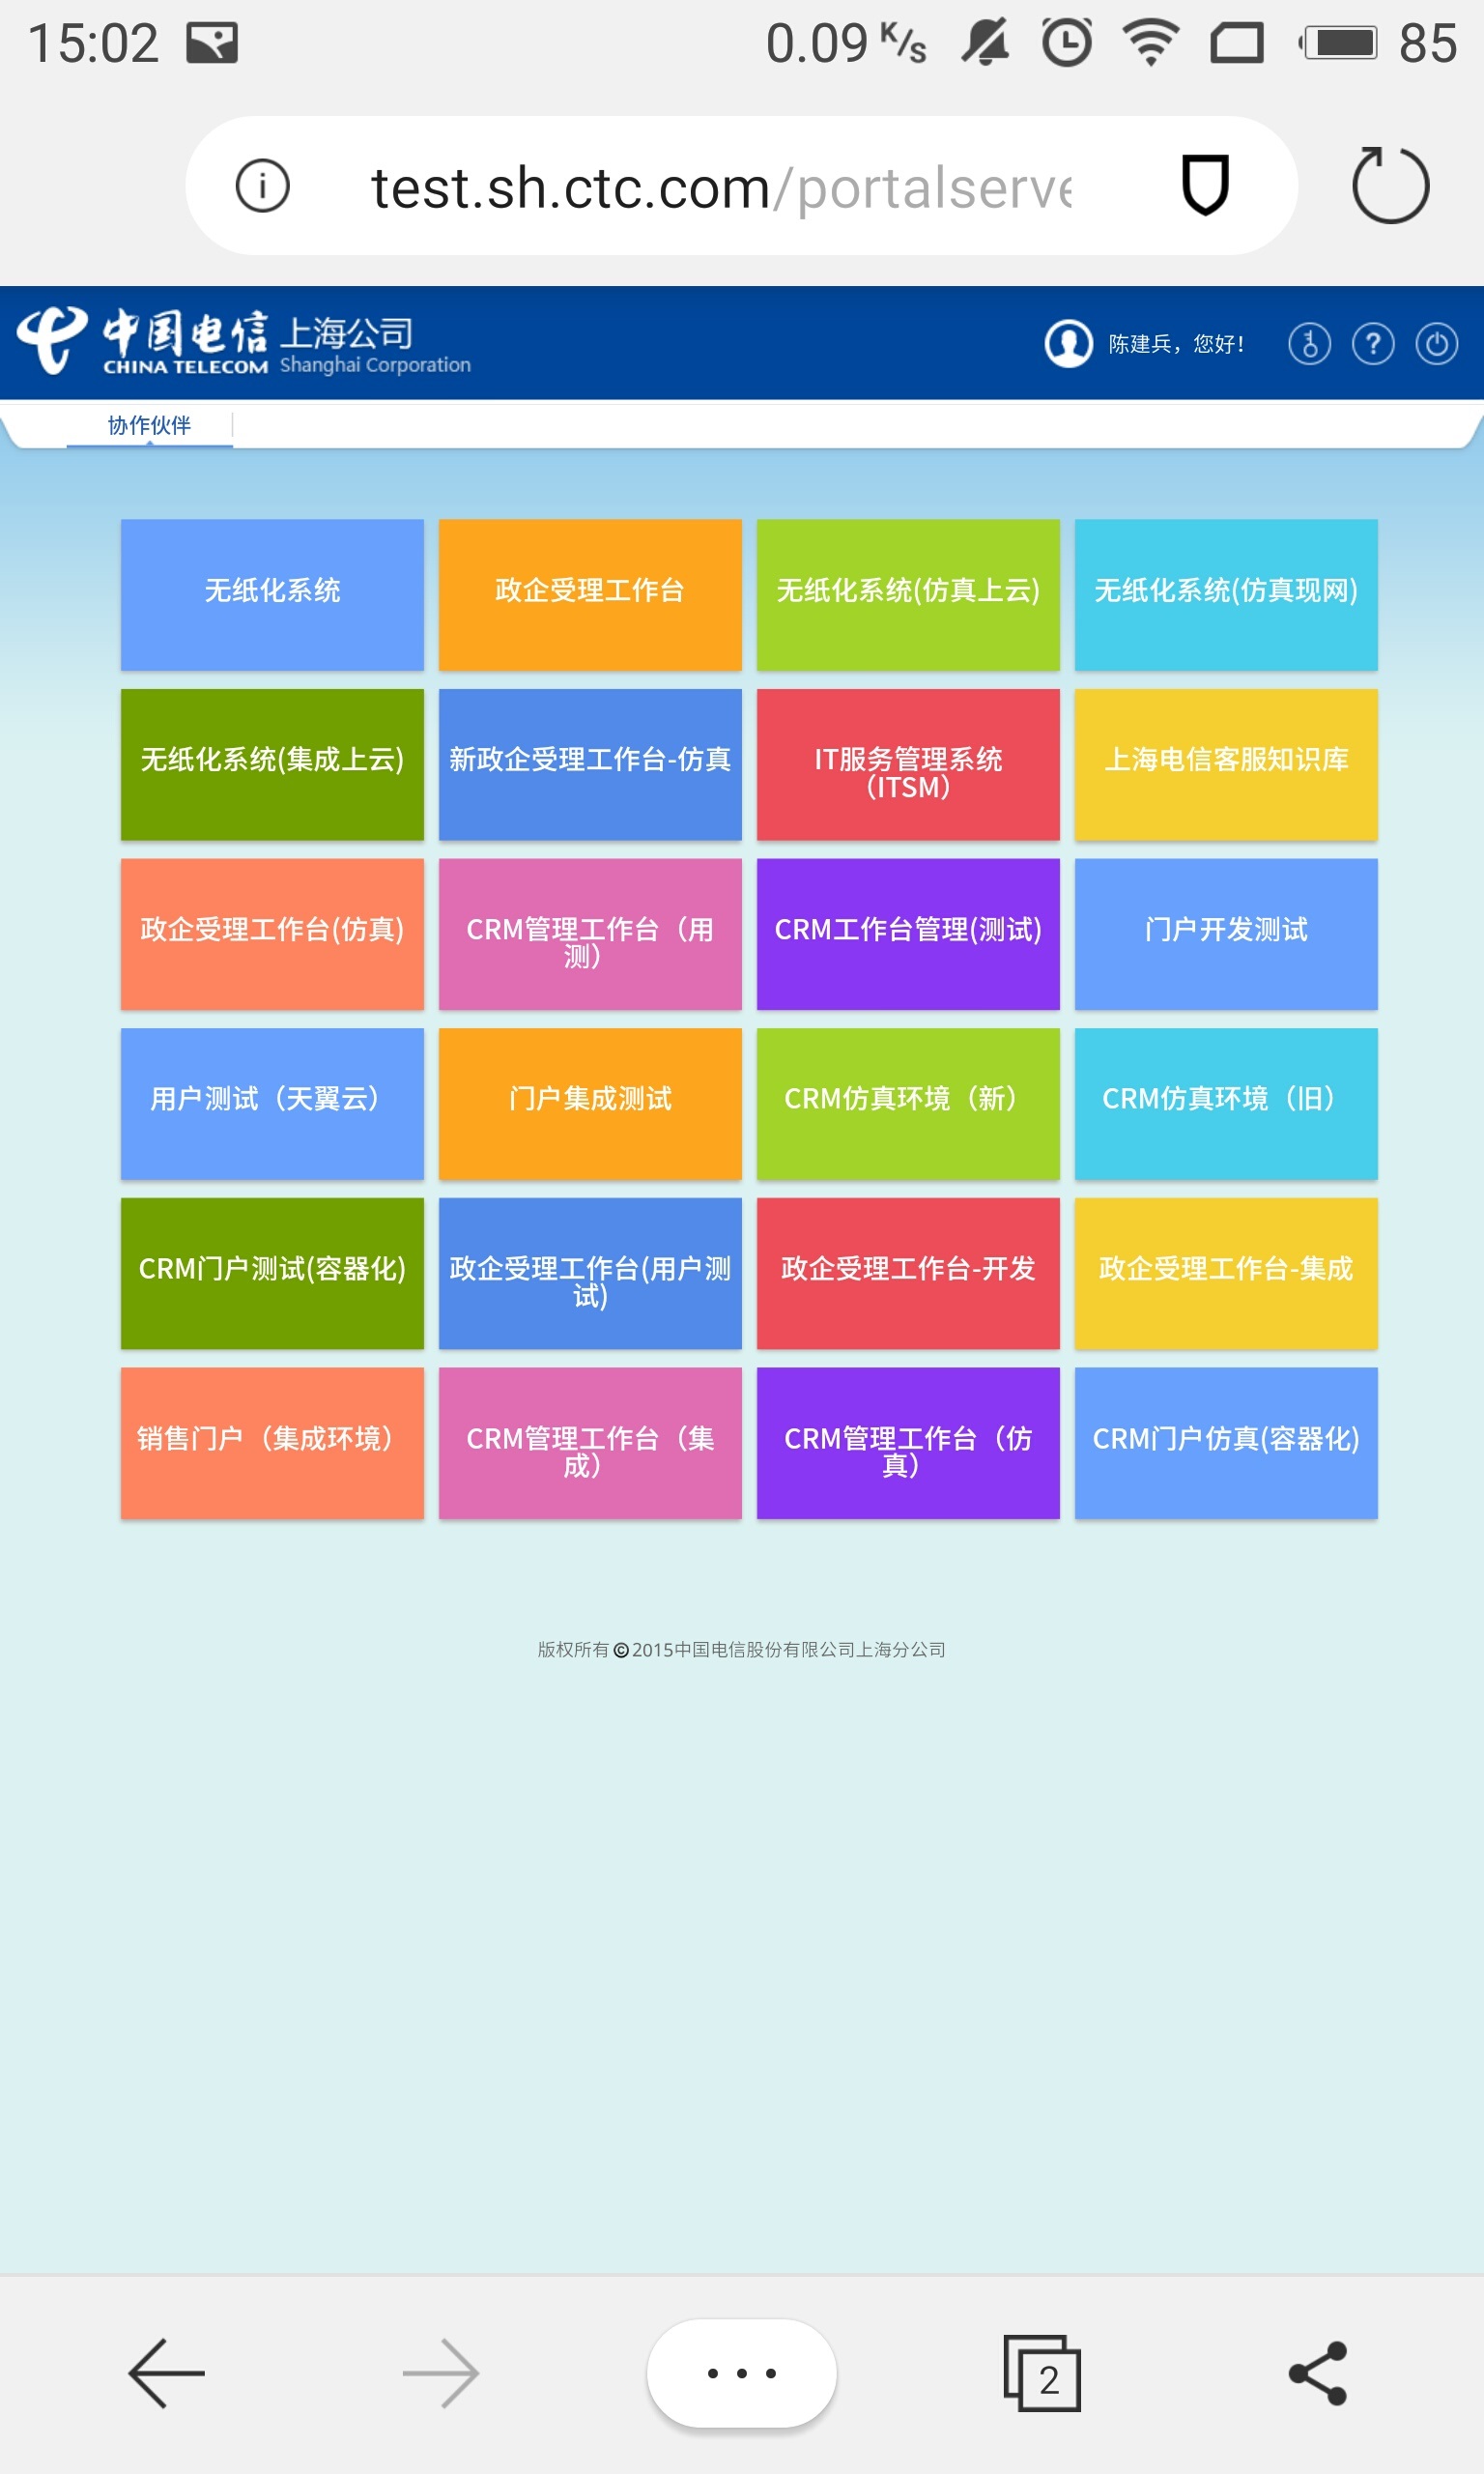 15:02
0.09 K/s
85
test.sh.ctc.com/portalserve
中国电信
CHINA TELECOM
上海公司
Shanghai Corporation
陈建兵，您好！
?
协作伙伴
无纸化系统
政企受理工作台
无纸化系统(仿真上云)
无纸化系统(仿真现网)
无纸化系统(集成上云)
新政企受理工作台-仿真
IT服务管理系统
（ITSM）
上海电信客服知识库
政企受理工作台(仿真)
CRM管理工作台（用
测）
CRM工作台管理(测试)
门户开发测试
用户测试（天翼云）
门户集成测试
CRM仿真环境（新）
CRM仿真环境（旧）
CRM门户测试(容器化)
政企受理工作台(用户测
试)
政企受理工作台-开发
政企受理工作台-集成
销售门户（集成环境）
CRM管理工作台（集
成）
CRM管理工作台（仿
真）
CRM门户仿真(容器化)
版权所有©2015中国电信股份有限公司上海分公司
2